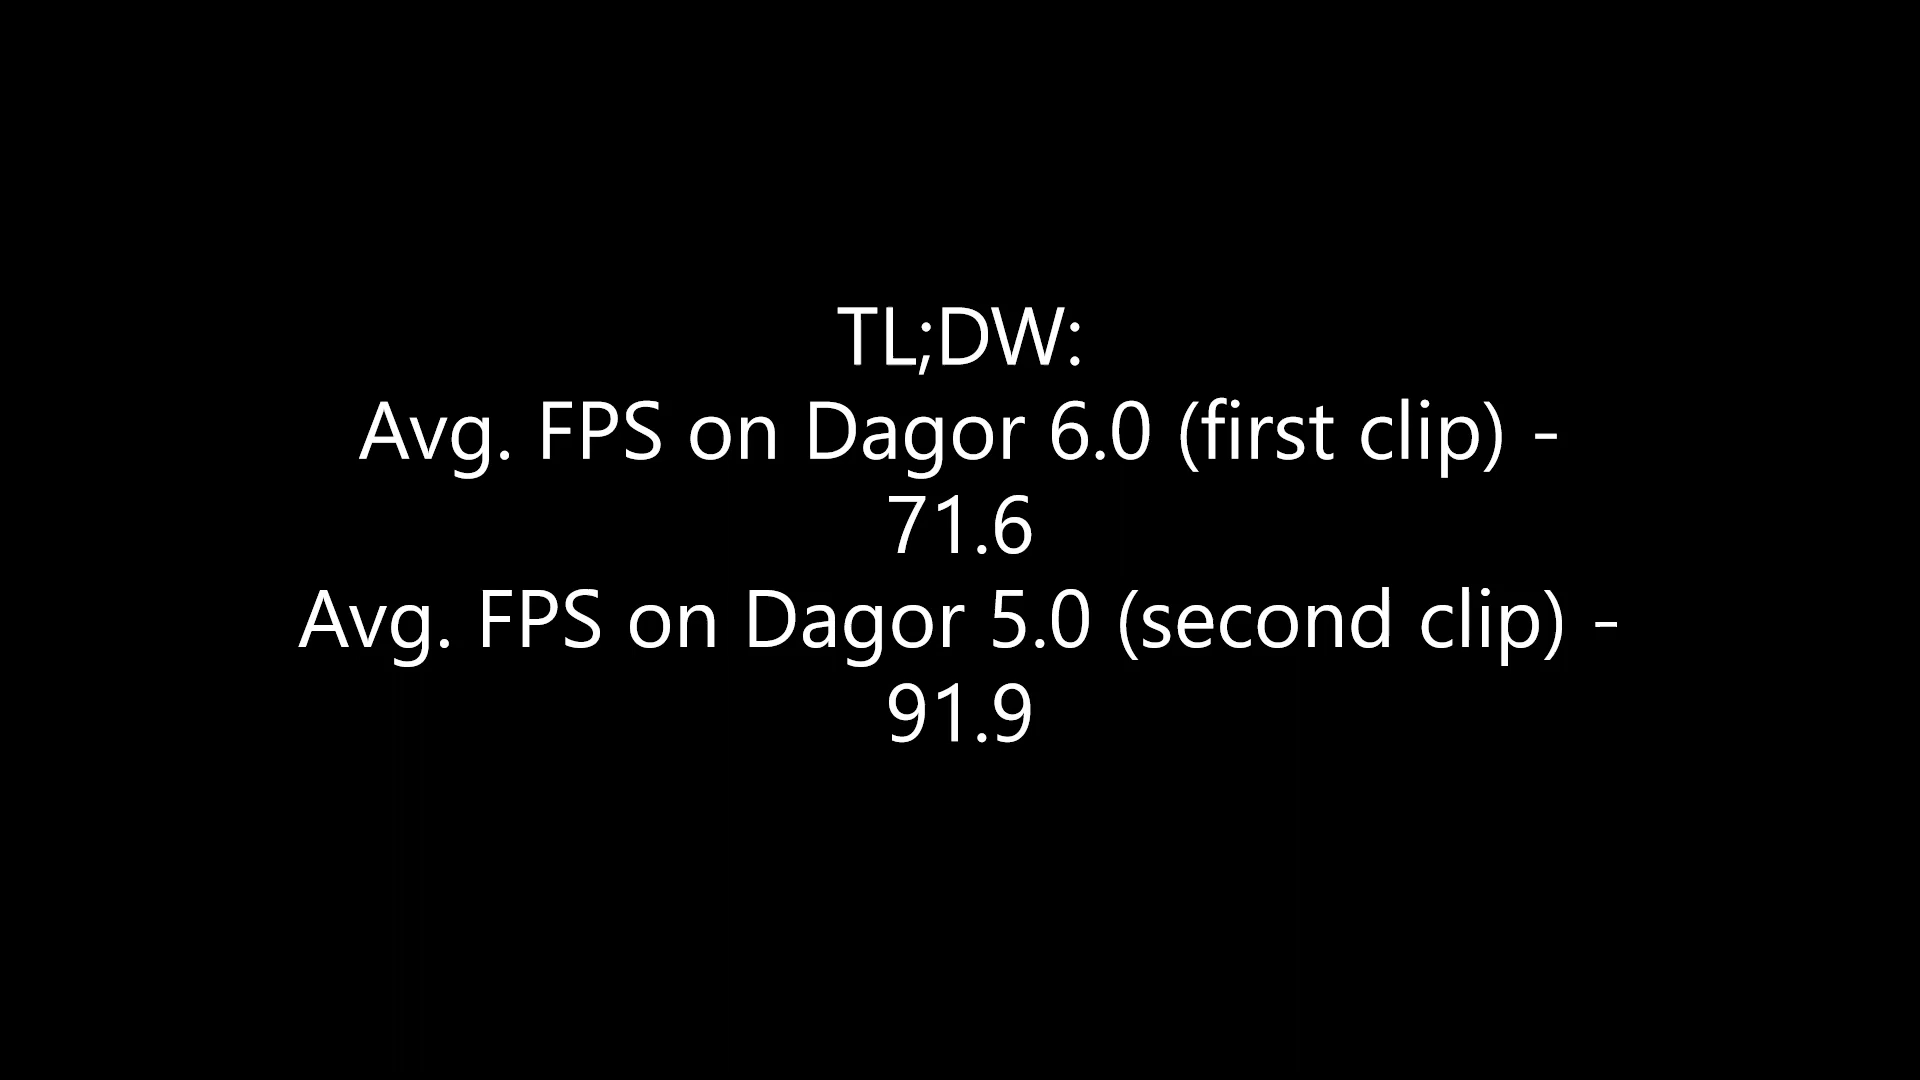 TL;DW:
Avg. FPS on Dagor 6.0 (first clip) -
71.6
Avg. FPS on Dagor 5.0 (second clip) -
91.9